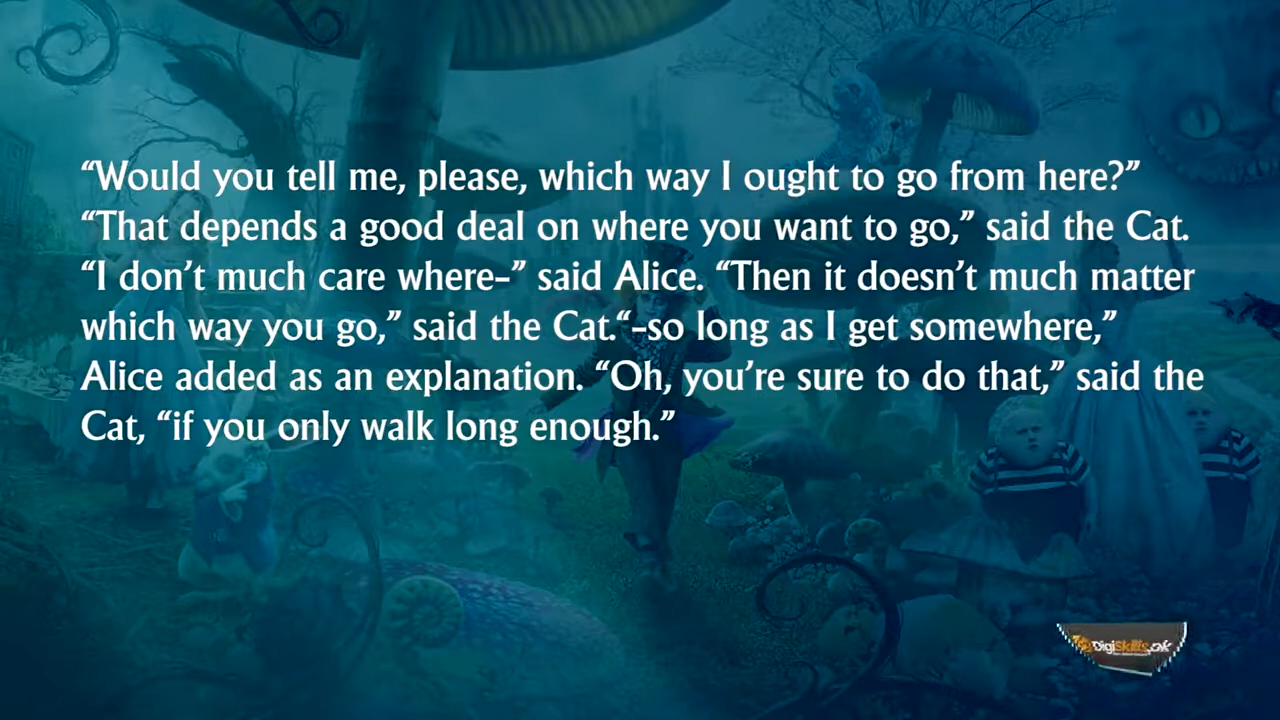 “Would you tell me, please, which way I ought to go from here?”
“That depends a good deal on where you want to go,” said the Cat.
“I don’t much care where–” said Alice. “Then it doesn’t much matter
which way you go,” said the Cat.“–so long as I get somewhere,”
Alice added as an explanation. “Oh, you’re sure to do that,” said the
Cat, “if you only walk long enough.”
DigiSkills.pk